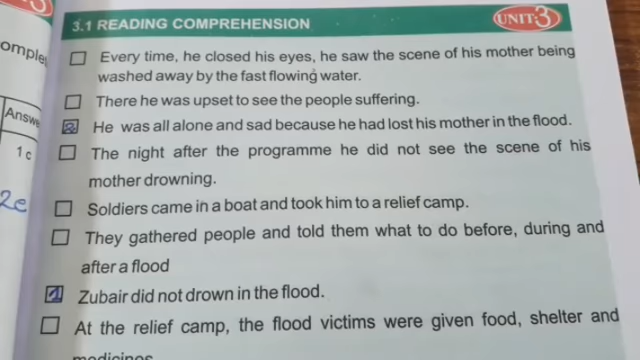 3.1 READING COMPREHENSION
UNIT:3
omple
Every time, he closed his eyes, he saw the scene of his mother being
washed away by the fast flowing water.
There he was upset to see the people suffering.
Answe
2 He was all alone and sad because he had lost his mother in the flood.
1 c
The night after the programme he did not see the scene of his
mother drowning.
2e
Soldiers came in a boat and took him to a relief camp.
They gathered people and told them what to do before, during and
after a flood
1 Zubair did not drown in the flood.
At the relief camp, the flood victims were given food, shelter and
medicines